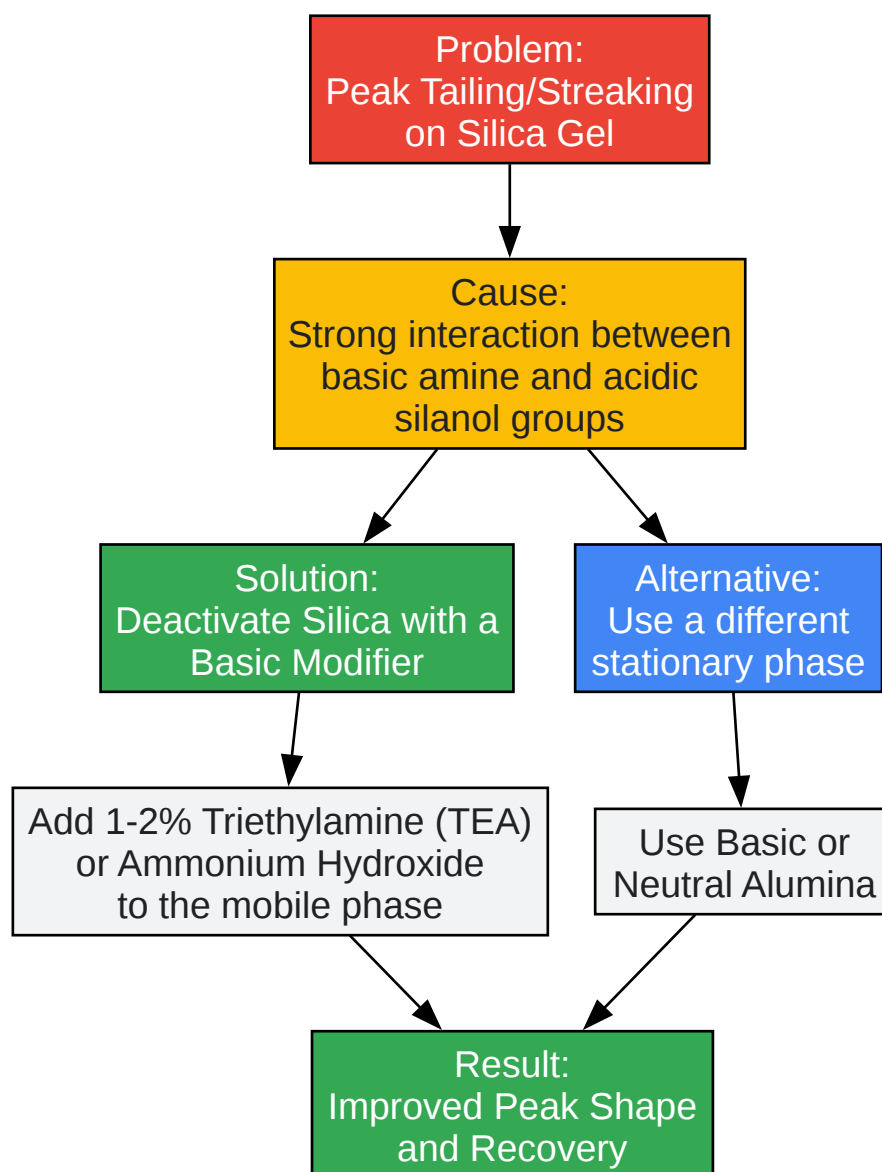 Problem:
Peak Tailing/Streaking
on Silica Gel
Cause:
Strong interaction between
basic amine and acidic
silanol groups
Solution:
Deactivate Silica with a
Basic Modifier
Alternative:
Use a different
stationary phase
Add 1-2% Triethylamine (TEA)
or Ammonium Hydroxide
to the mobile phase
Use Basic or
Neutral Alumina
Result:
Improved Peak Shape
and Recovery